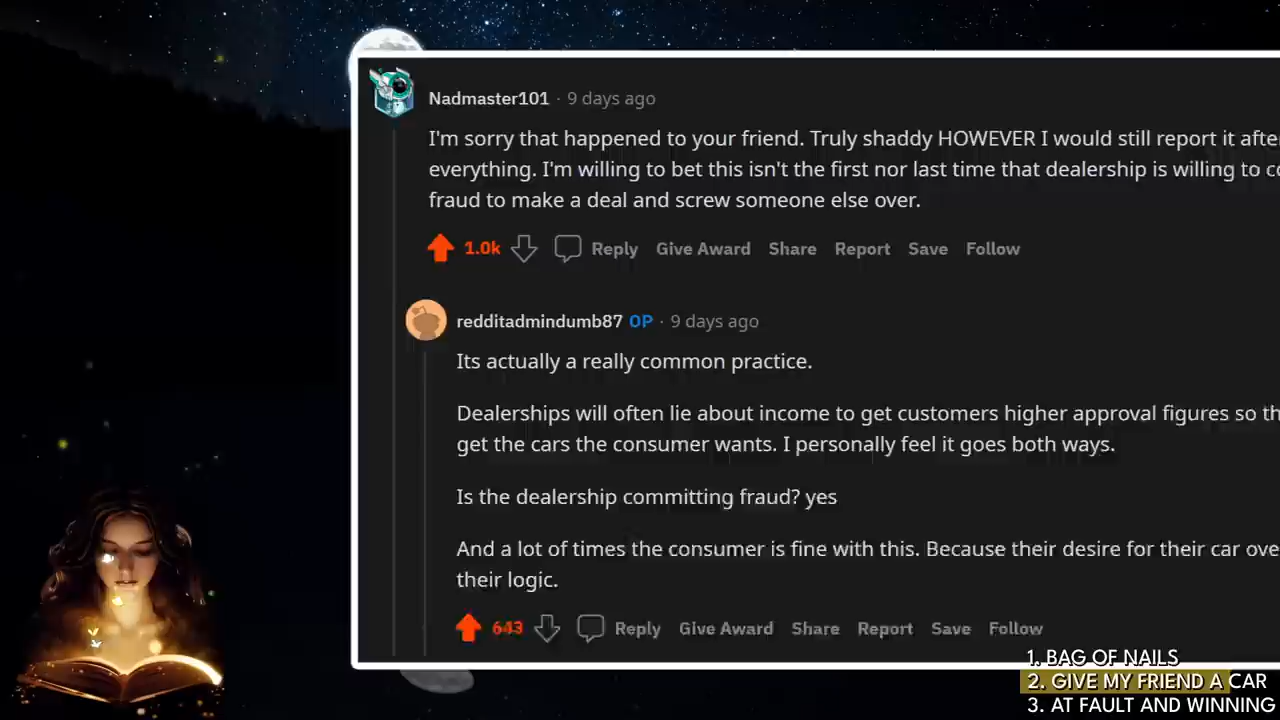 Nadmaster101 · 9 days ago
I'm sorry that happened to your friend. Truly shaddy HOWEVER I would still report it afte
everything. I'm willing to bet this isn't the first nor last time that dealership is willing to c
fraud to make a deal and screw someone else over.
1.0k Reply Give Award Share Report Save Follow
redditadmindumb87 OP · 9 days ago
Its actually a really common practice.
Dealerships will often lie about income to get customers higher approval figures so th
get the cars the consumer wants. I personally feel it goes both ways.
Is the dealership committing fraud? yes
And a lot of times the consumer is fine with this. Because their desire for their car ove
their logic.
643 Reply Give Award Share Report Save Follow
1. BAG OF NAILS
2. GIVE MY FRIEND A CAR
3. AT FAULT AND WINNING